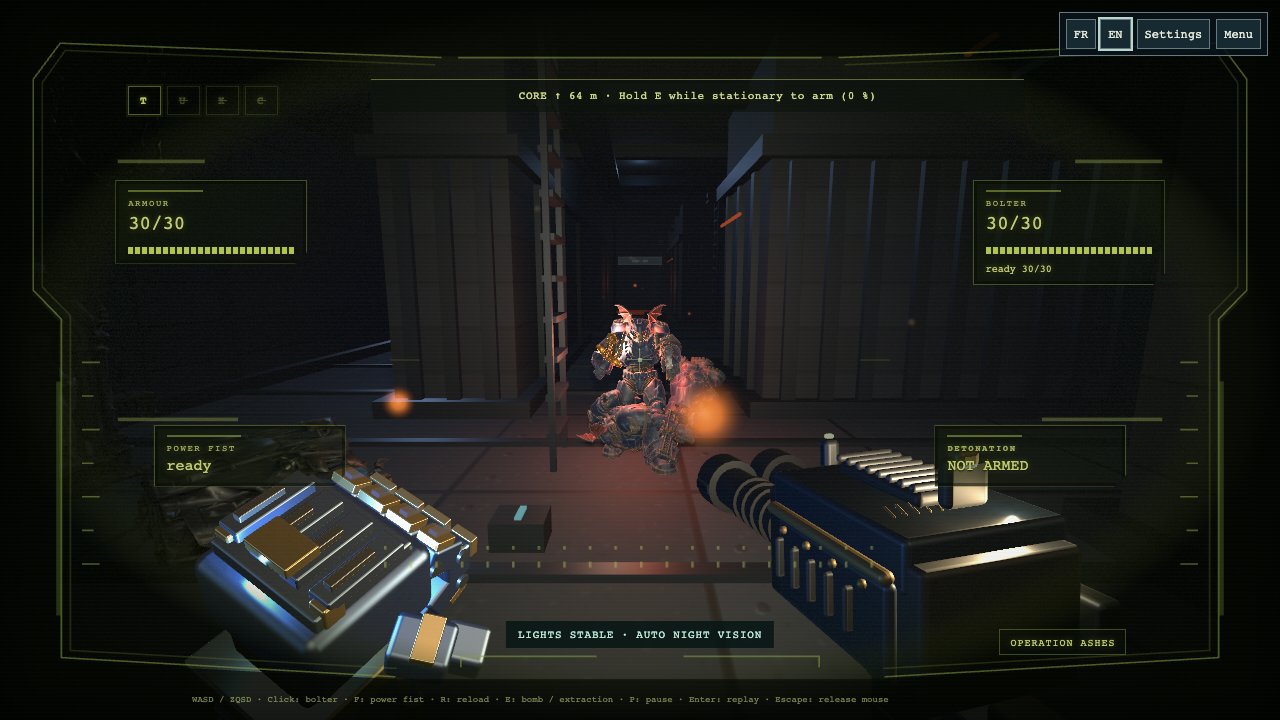 FR EN Settings Menu
CORE ↑ 64 m · Hold E while stationary to arm (0 %)
T
ARMOUR
30/30
BOLTER
30/30
ready 30/30
POWER FIST
ready
DETONATION
NOT ARMED
LIGHTS STABLE · AUTO NIGHT VISION
OPERATION ASHES
WASD / ZQSD · Click: bolter · F: power fist · R: reload · E: bomb / extraction · P: pause · Enter: replay · Escape: release mouse